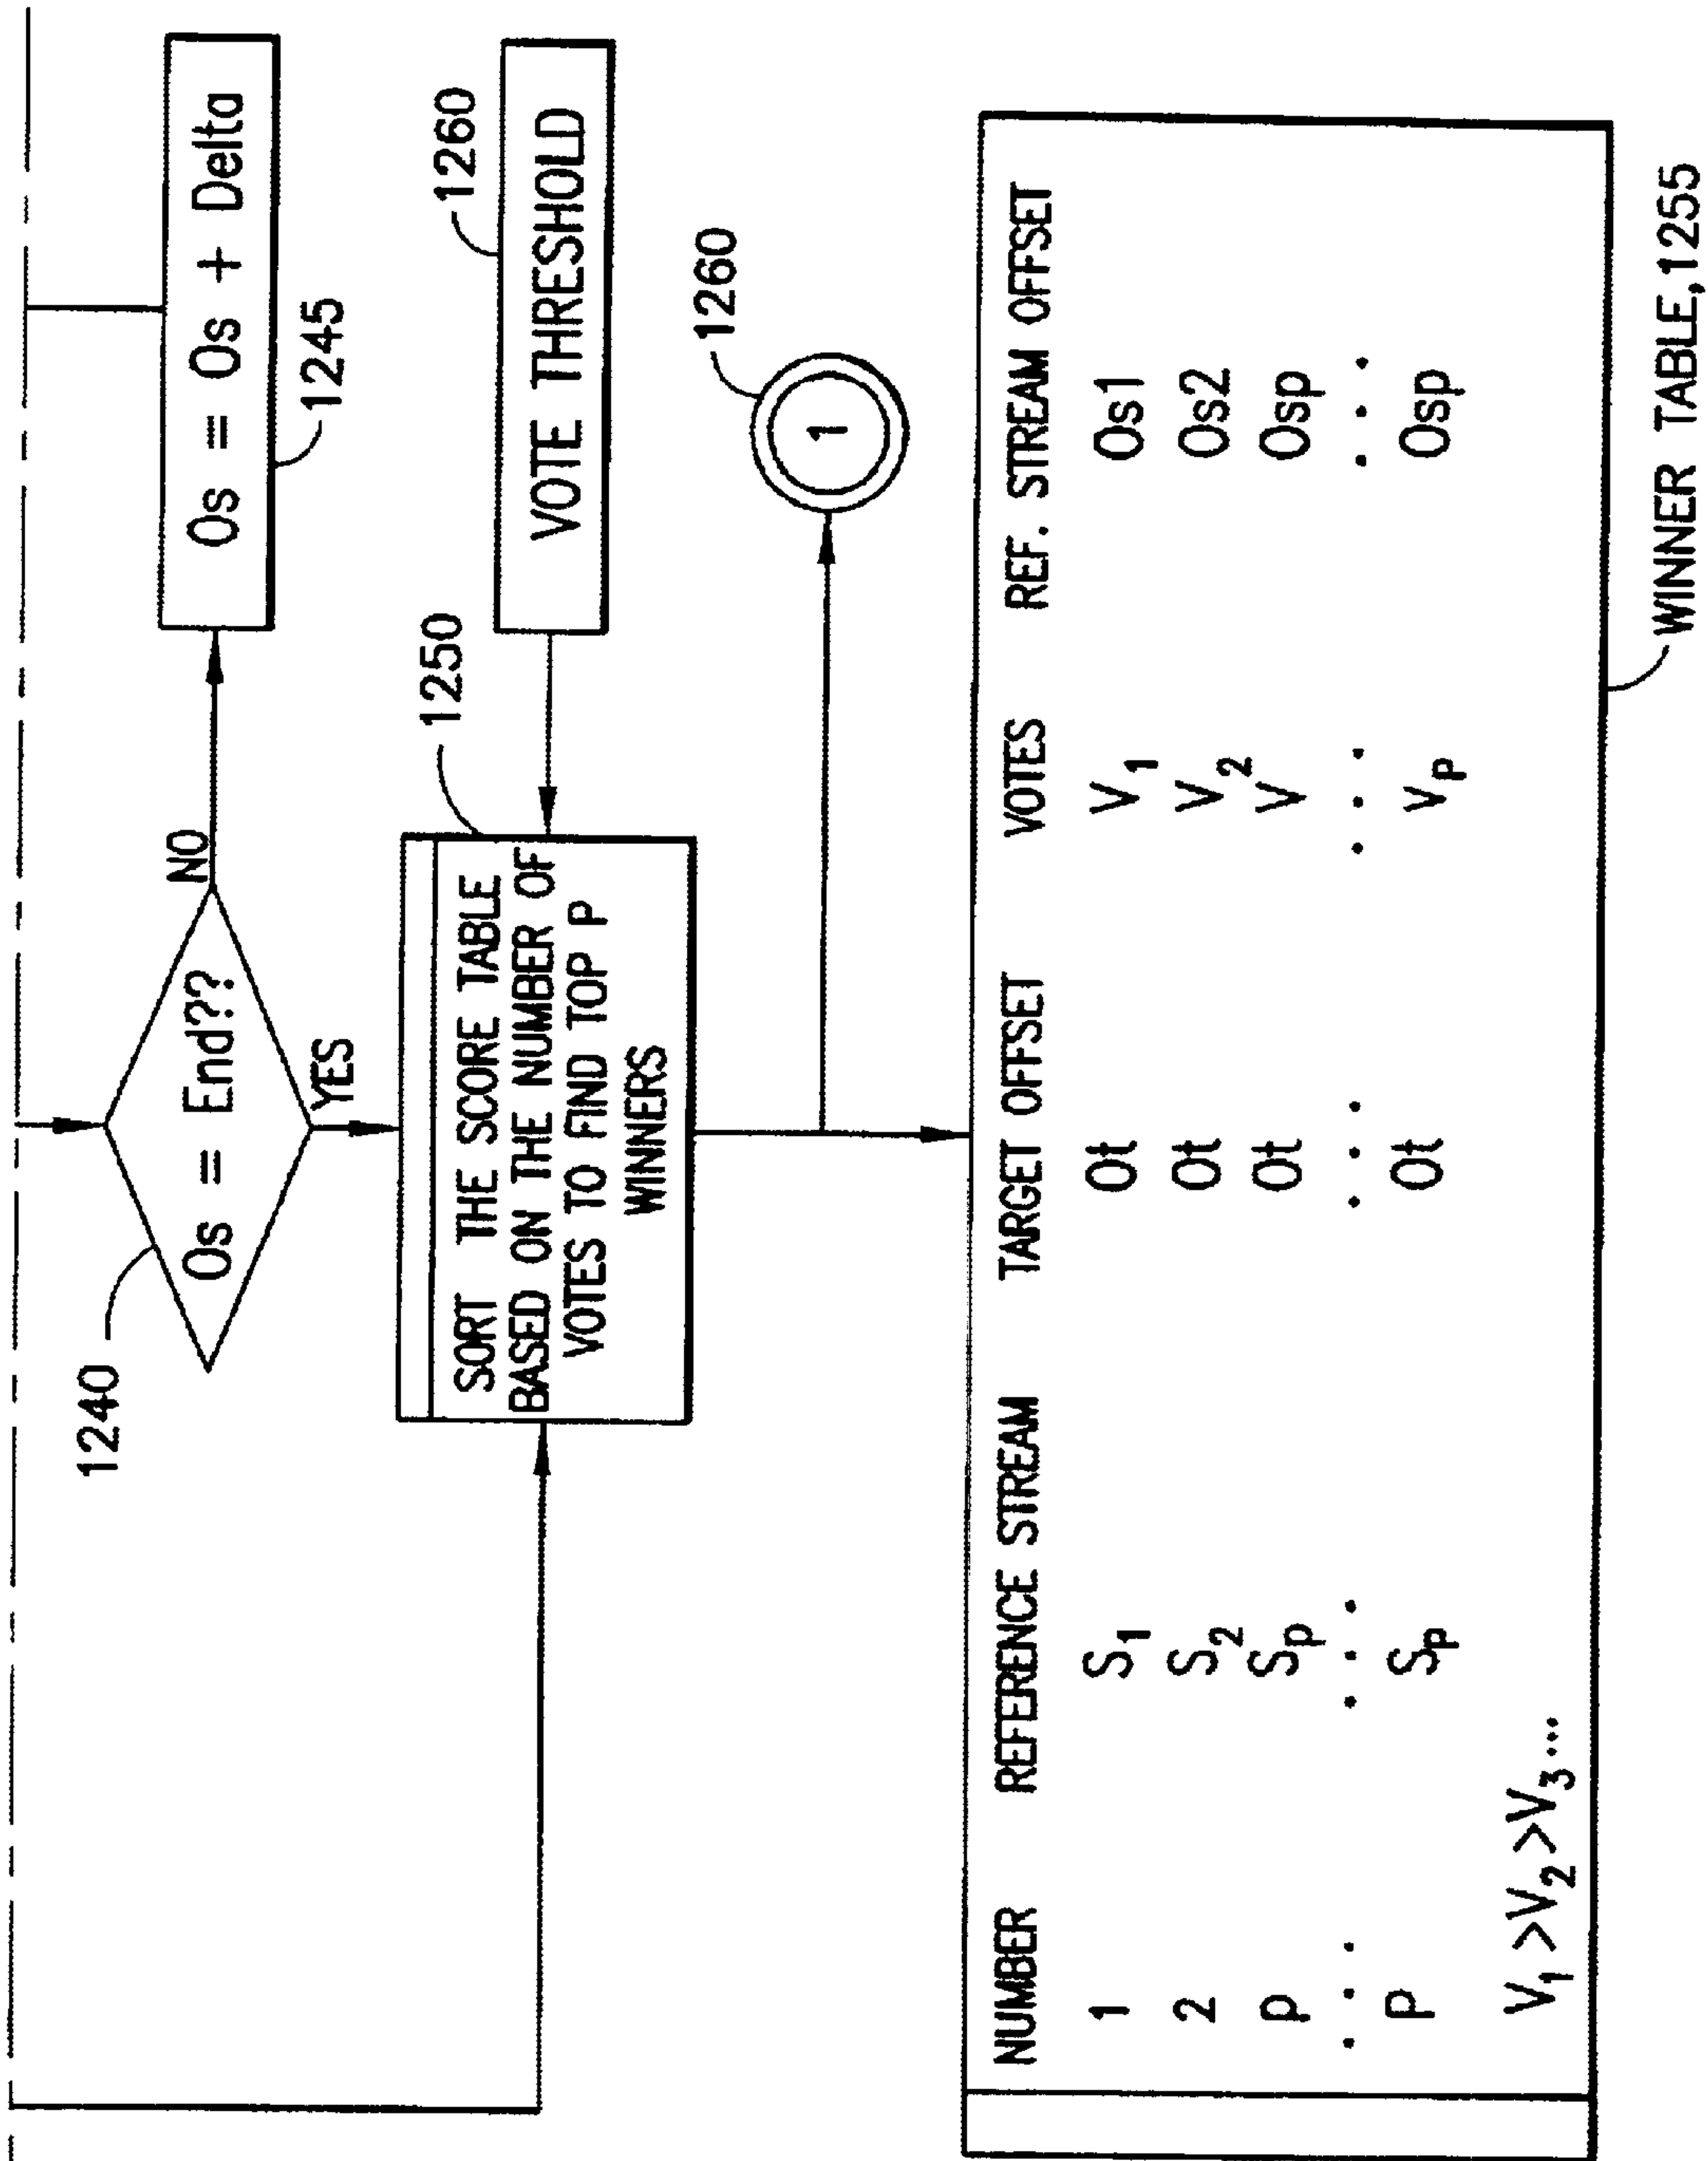 1240
Os = End??
NO
YES
Os = Os + Delta
1245
1250
SORT THE SCORE TABLE
BASED ON THE NUMBER OF
VOTES TO FIND TOP P
WINNERS
1260
VOTE THRESHOLD
1260
1
NUMBER REFERENCE STREAM TARGET OFFSET VOTES REF. STREAM OFFSET
1 S1 Ot V1 Os1
2 S2 Ot V2 Os2
p Sp Ot V Osp
. . . . . . . . . . . . . . .
P Sp Ot Vp Osp
V1>V2>V3...
WINNER TABLE,1255